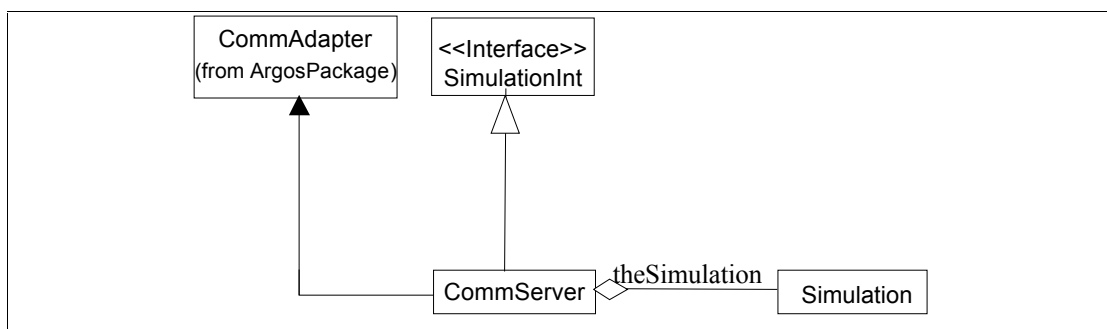 CommAdapter
(from ArgosPackage)
<<Interface>>
SimulationInt
CommServer
theSimulation
Simulation